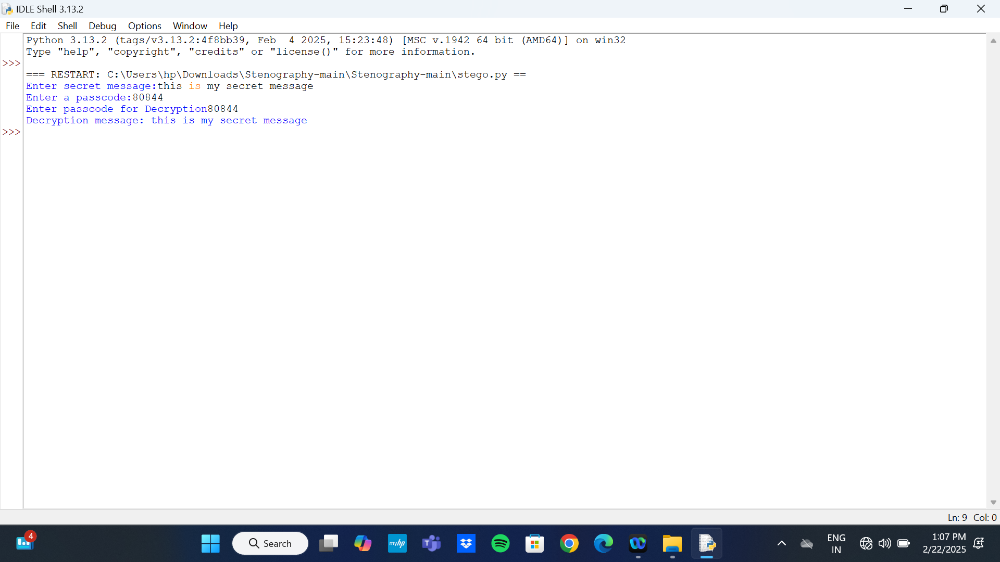 IDLE Shell 3.13.2
File Edit Shell Debug Options Window Help
Python 3.13.2 (tags/v3.13.2:4f8bb39, Feb  4 2025, 15:23:48) [MSC v.1942 64 bit (AMD64)] on win32
Type "help", "copyright", "credits" or "license()" for more information.
>>>
=== RESTART: C:\Users\hp\Downloads\Stenography-main\Stenography-main\stego.py ==
Enter secret message:this is my secret message
Enter a passcode:80844
Enter passcode for Decryption80844
Decryption message: this is my secret message
>>>
Ln: 9 Col: 0
4
Search
myhp
T
ENG
IN
1:07 PM
2/22/2025